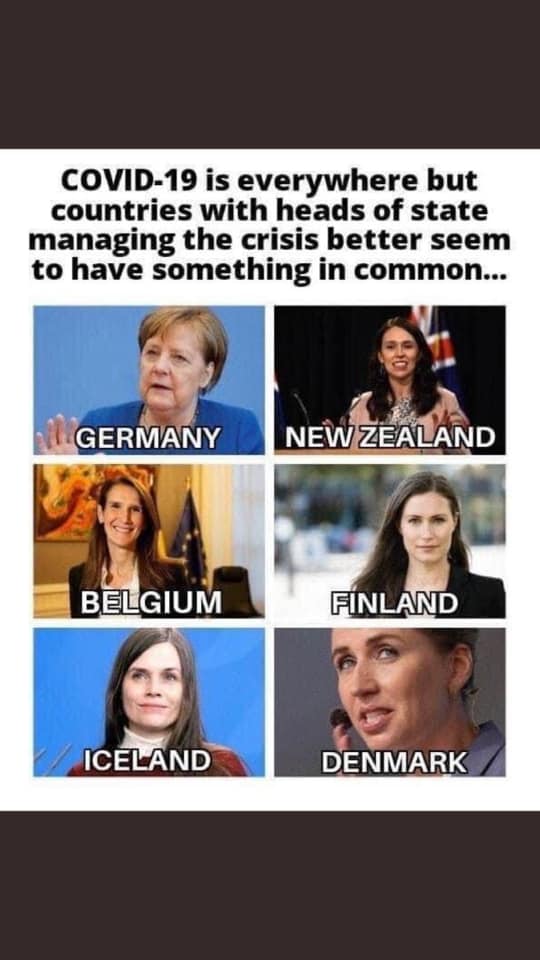 COVID-19 is everywhere but
countries with heads of state
managing the crisis better seem
to have something in common...
GERMANY
NEW ZEALAND
BELGIUM
FINLAND
ICELAND
DENMARK